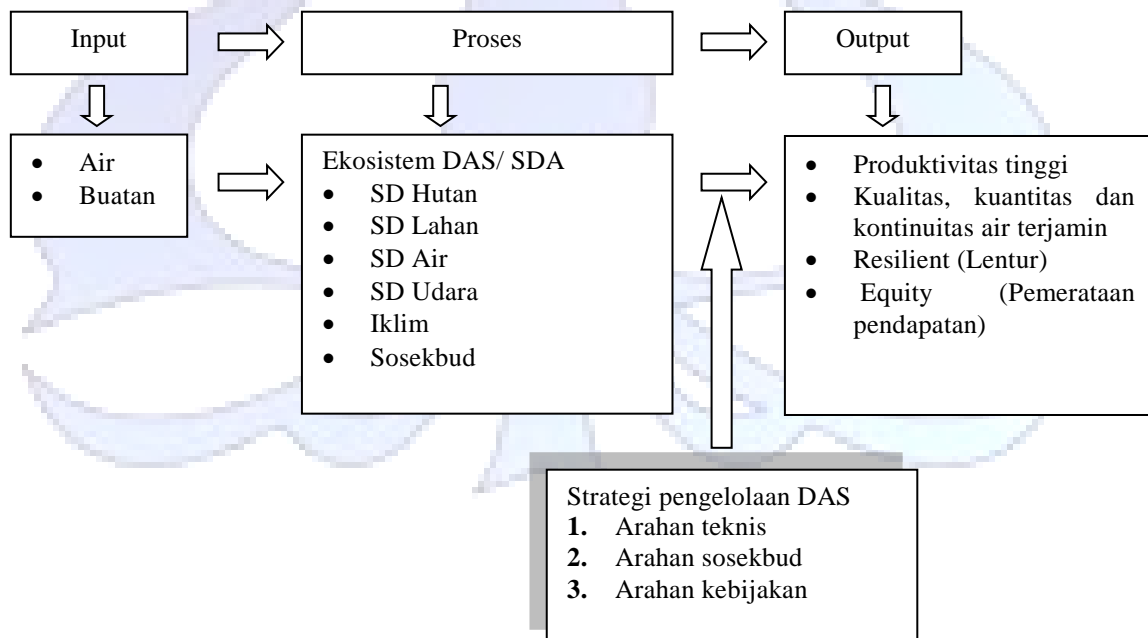 Input
Proses
Output
• Air
• Buatan
Ekosistem DAS/ SDA
• SD Hutan
• SD Lahan
• SD Air
• SD Udara
• Iklim
• Sosekbud
• Produktivitas tinggi
• Kualitas, kuantitas dan
kontinuitas air terjamin
• Resilient (Lentur)
• Equity (Pemerataan
pendapatan)
Strategi pengelolaan DAS
1. Arahan teknis
2. Arahan sosekbud
3. Arahan kebijakan